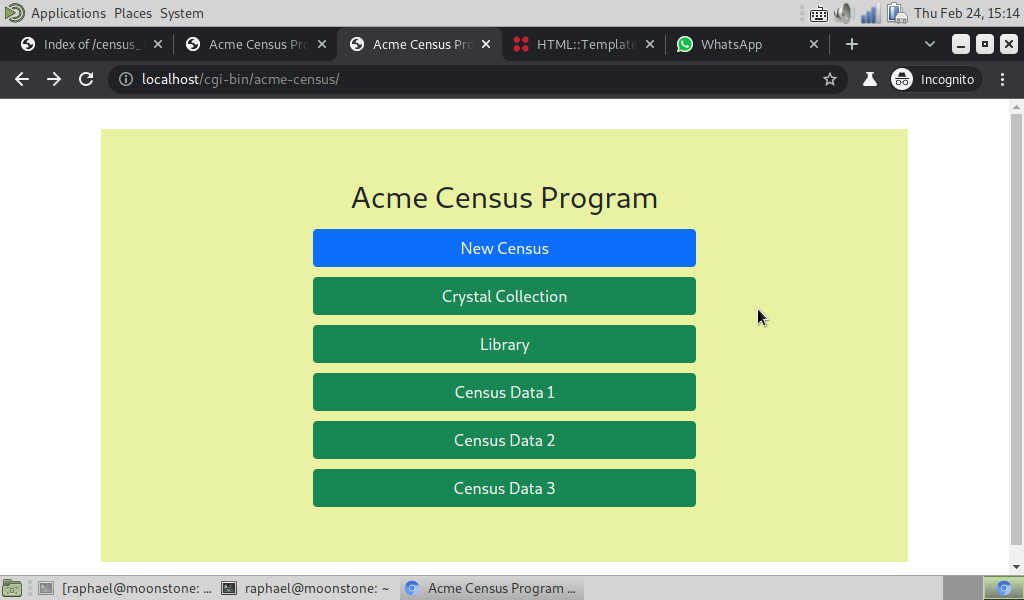 Applications Places System Thu Feb 24, 15:14
Index of /census_ Acme Census Pro Acme Census Pro HTML::Template WhatsApp
localhost/cgi-bin/acme-census/ Incognito
Acme Census Program
New Census
Crystal Collection
Library
Census Data 1
Census Data 2
Census Data 3
[raphael@moonstone: ... raphael@moonstone: ~ Acme Census Program ...